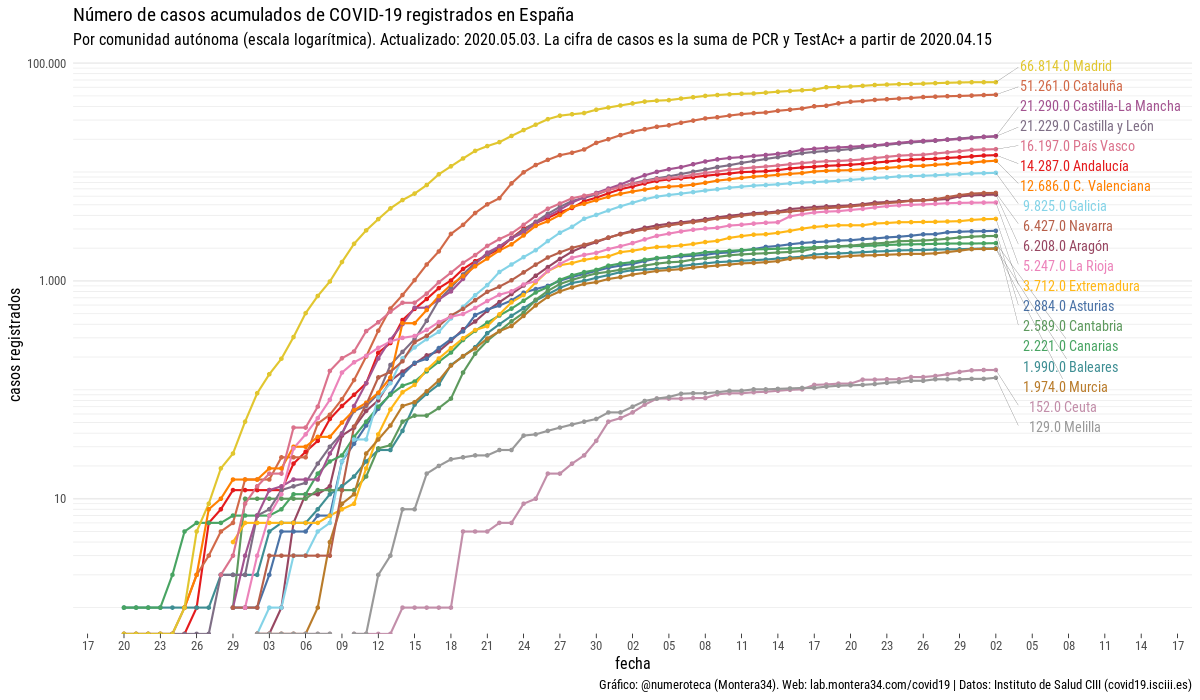 Número de casos acumulados de COVID-19 registrados en España
Por comunidad autónoma (escala logarítmica). Actualizado: 2020.05.03. La cifra de casos es la suma de PCR y TestAc+ a partir de 2020.04.15
100.000
66.814.0 Madrid
51.261.0 Cataluña
21.290.0 Castilla-La Mancha
21.229.0 Castilla y León
16.197.0 País Vasco
14.287.0 Andalucía
12.686.0 C. Valenciana
9.825.0 Galicia
6.427.0 Navarra
6.208.0 Aragón
5.247.0 La Rioja
1.000
3.712.0 Extremadura
2.884.0 Asturias
2.589.0 Cantabria
2.221.0 Canarias
1.990.0 Baleares
1.974.0 Murcia
152.0 Ceuta
129.0 Melilla
10
casos registrados
17 20 23 26 29 03 06 09 12 15 18 21 24 27 30 02 05 08 11 14 17 20 23 26 29 02 05 08 11 14 17
fecha
Gráfico: @numeroteca (Montera34). Web: lab.montera34.com/covid19 | Datos: Instituto de Salud CIII (covid19.isciii.es)